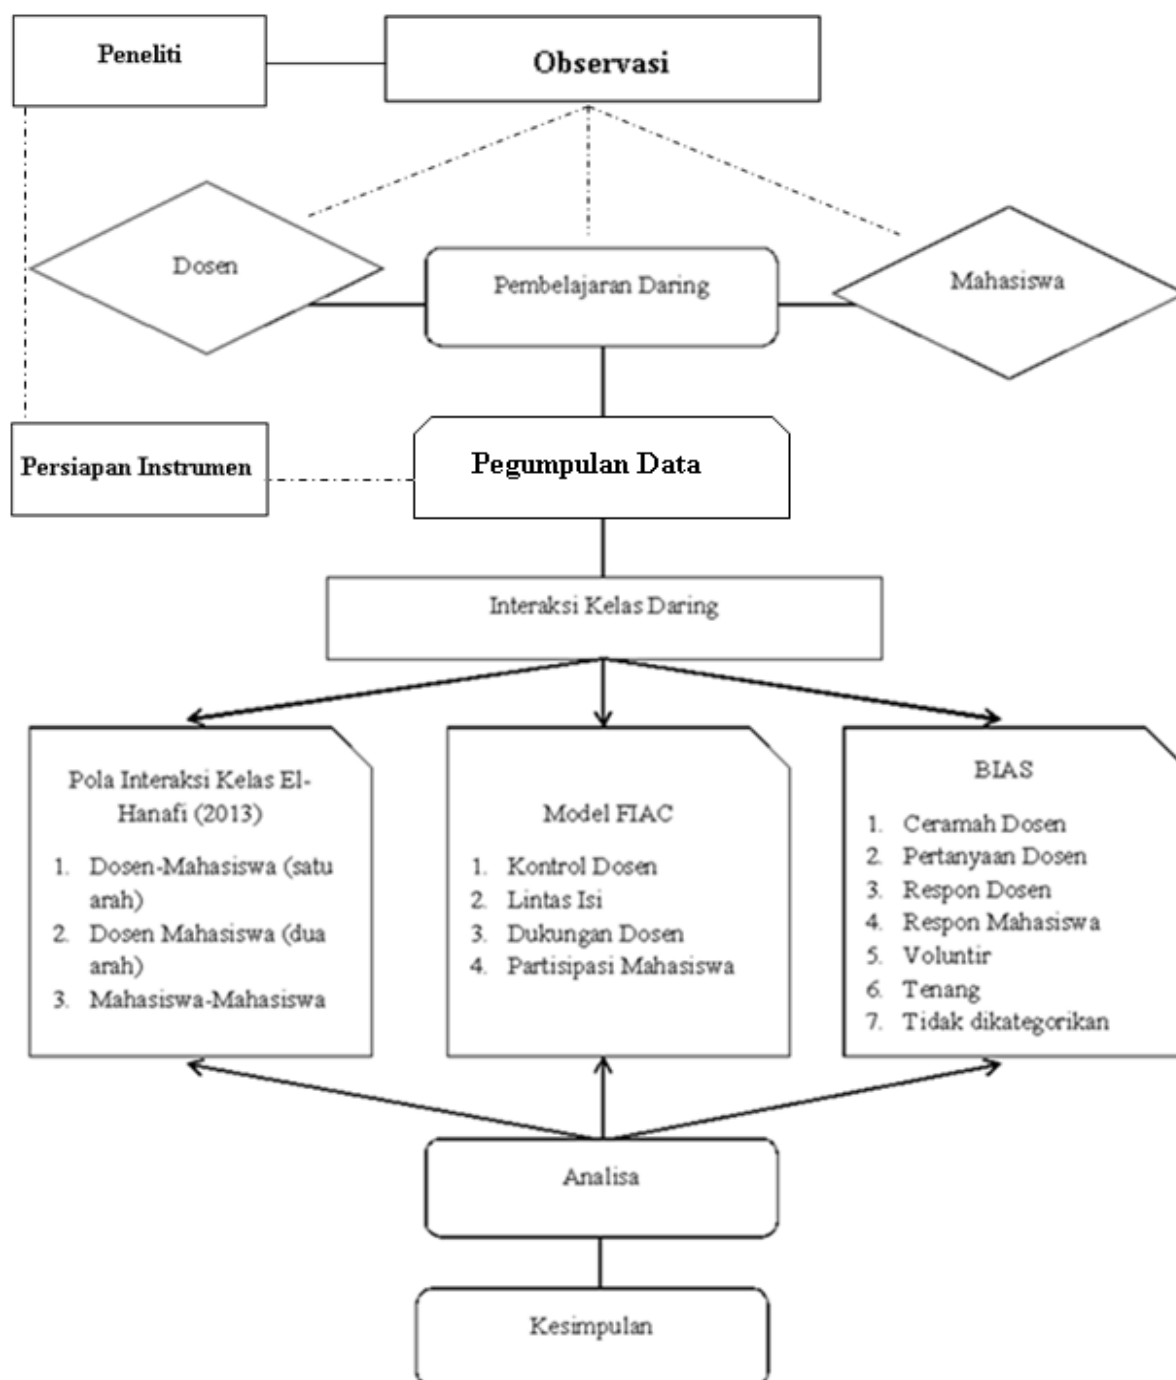 Peneliti
Observasi
Dosen
Pembelajaran Daring
Mahasiswa
Persiapan Instrumen
Pegumpulan Data
Interaksi Kelas Daring
Pola Interaksi Kelas El-
Hanafi (2013)
1. Dosen-Mahasiswa (satu
arah)
2. Dosen Mahasiswa (dua
arah)
3. Mahasiswa-Mahasiswa
Model FIAC
1. Kontrol Dosen
2. Lintas Isi
3. Dukungan Dosen
4. Partisipasi Mahasiswa
BIAS
1. Ceramah Dosen
2. Pertanyaan Dosen
3. Respon Dosen
4. Respon Mahasiswa
5. Voluntir
6. Tenang
7. Tidak dikategorikan
Analisa
Kesimpulan